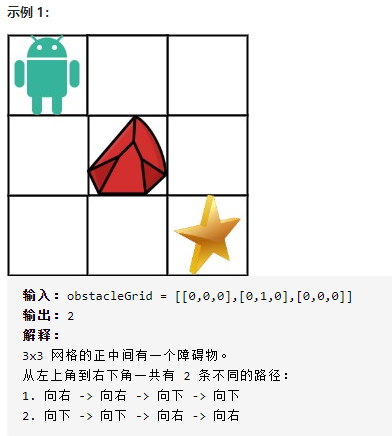 示例 1：
输入：obstacleGrid = [[0,0,0],[0,1,0],[0,0,0]]
输出：2
解释：
3x3 网格的正中间有一个障碍物。
从左上角到右下角一共有 2 条不同的路径：
1. 向右 -> 向右 -> 向下 -> 向下
2. 向下 -> 向下 -> 向右 -> 向右